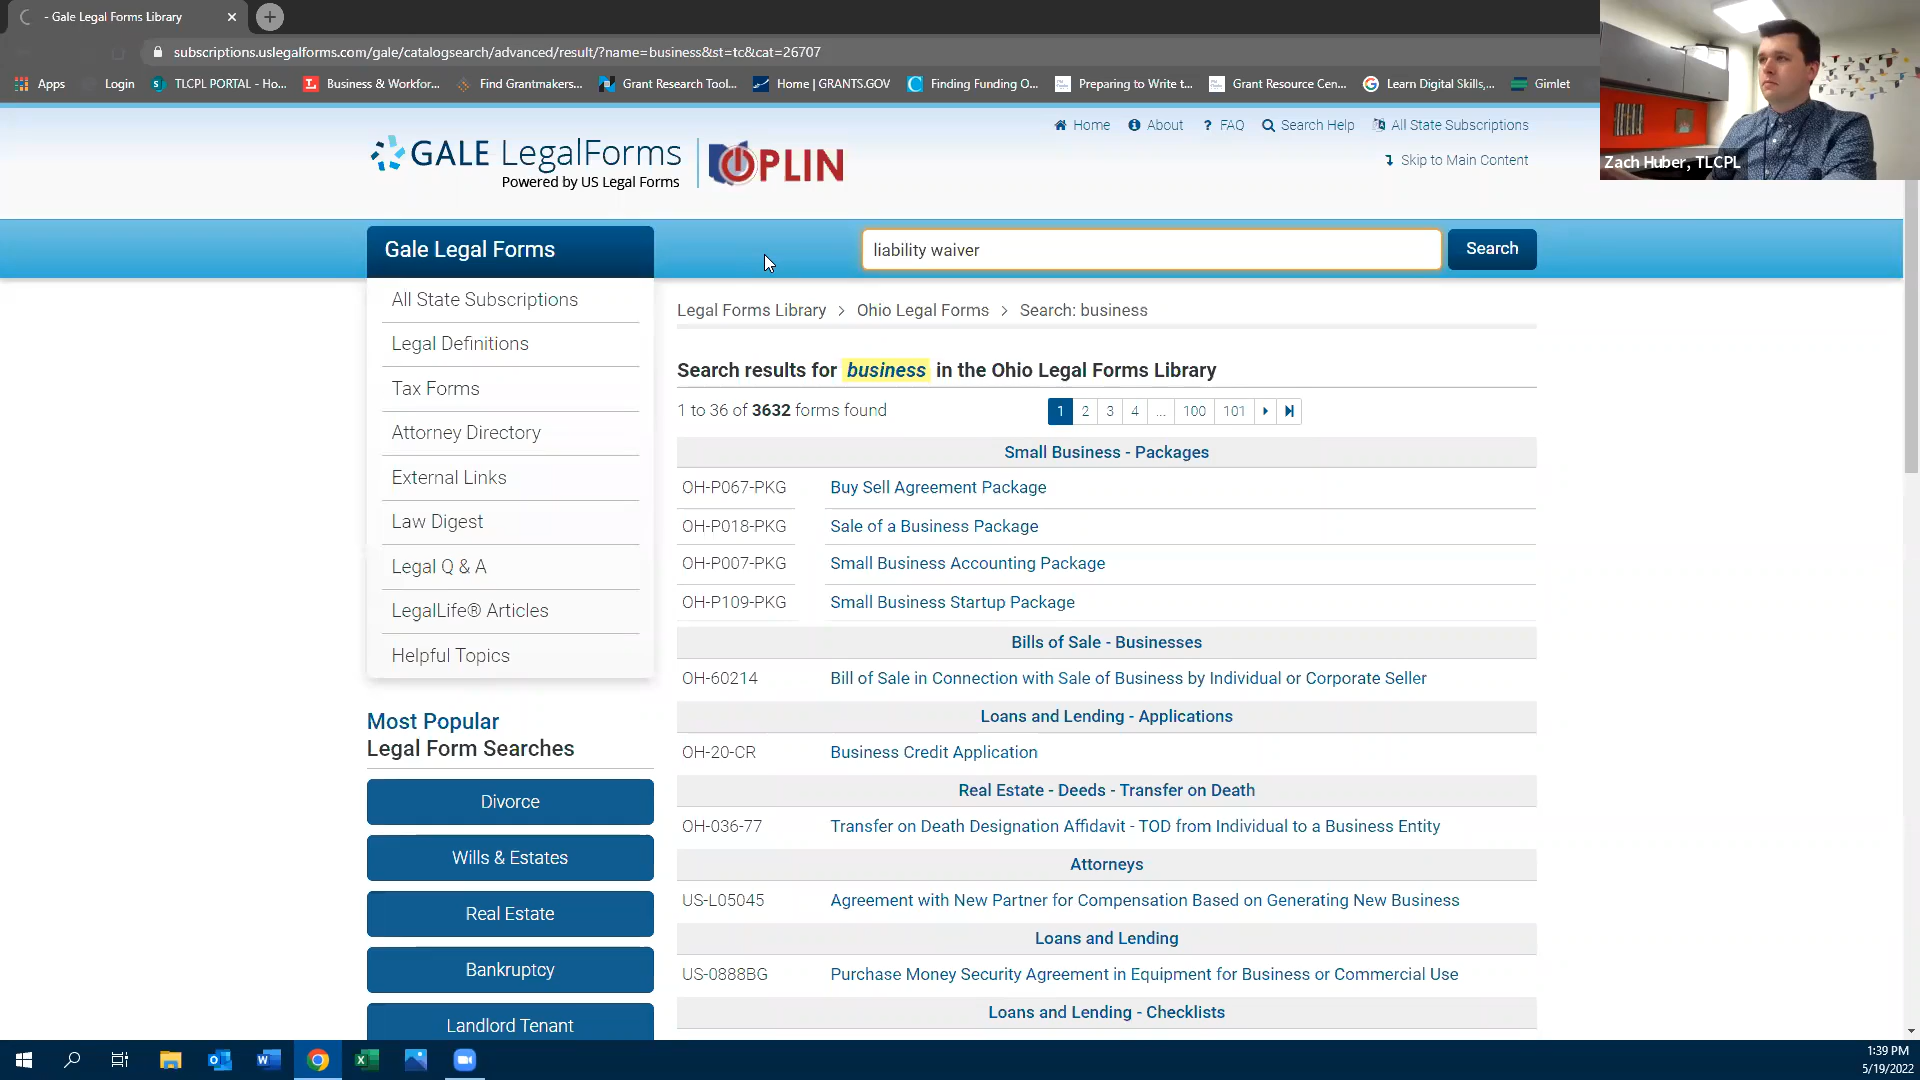 - Gale Legal Forms Library
subscriptions.uslegalforms.com/gale/catalogsearch/advanced/result/?name=business&st=tc&cat=26707
Apps Login TLCPL PORTAL - Ho... Business & Workfor... Find Grantmakers... Grant Research Tool... Home | GRANTS.GOV Finding Funding O... Preparing to Write t... Grant Resource Cen... Learn Digital Skills,... Gimlet
Zach Huber, TLCPL
Home About FAQ Search Help All State Subscriptions
Skip to Main Content
GALE LegalForms
Powered by US Legal Forms
OPLIN
Gale Legal Forms
liability waiver
Search
All State Subscriptions
Legal Definitions
Tax Forms
Attorney Directory
External Links
Law Digest
Legal Q & A
LegalLife® Articles
Helpful Topics
Most Popular
Legal Form Searches
Divorce
Wills & Estates
Real Estate
Bankruptcy
Landlord Tenant
Legal Forms Library > Ohio Legal Forms > Search: business
Search results for business in the Ohio Legal Forms Library
1 to 36 of 3632 forms found
1 2 3 4 ... 100 101
Small Business - Packages
OH-P067-PKG Buy Sell Agreement Package
OH-P018-PKG Sale of a Business Package
OH-P007-PKG Small Business Accounting Package
OH-P109-PKG Small Business Startup Package
Bills of Sale - Businesses
OH-60214 Bill of Sale in Connection with Sale of Business by Individual or Corporate Seller
Loans and Lending - Applications
OH-20-CR Business Credit Application
Real Estate - Deeds - Transfer on Death
OH-036-77 Transfer on Death Designation Affidavit - TOD from Individual to a Business Entity
Attorneys
US-L05045 Agreement with New Partner for Compensation Based on Generating New Business
Loans and Lending
US-0888BG Purchase Money Security Agreement in Equipment for Business or Commercial Use
Loans and Lending - Checklists
1:39 PM
5/19/2022